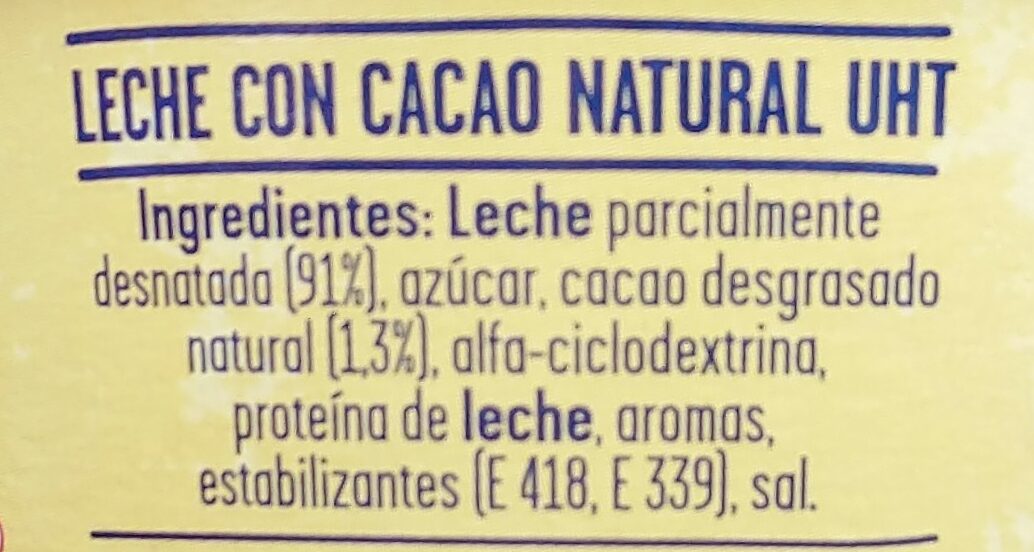 LECHE CON CACAO NATURAL UHT
Ingredientes: Leche parcialmente
desnatada (91%), azúcar, cacao desgrasado
natural (1,3%), alfa-ciclodextrina,
proteína de leche, aromas,
estabilizantes (E 418, E 339), sal.